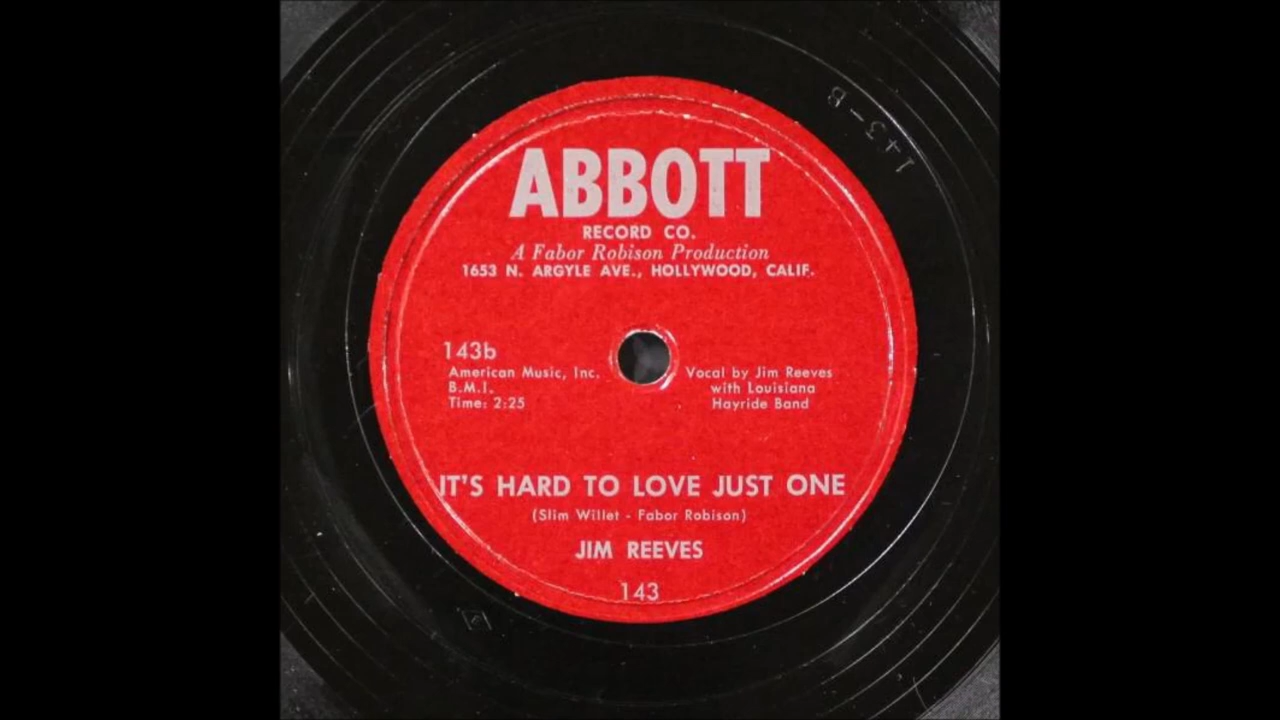 143-B
ABBOTT
RECORD CO.
A Fabor Robison Production
1653 N. ARGYLE AVE., HOLLYWOOD, CALIF.
143b
American Music, Inc.
B.M.I.
Time: 2:25
Vocal by Jim Reeves
with Louisiana
Hayride Band
IT'S HARD TO LOVE JUST ONE
(Slim Willet - Fabor Robison)
JIM REEVES
143